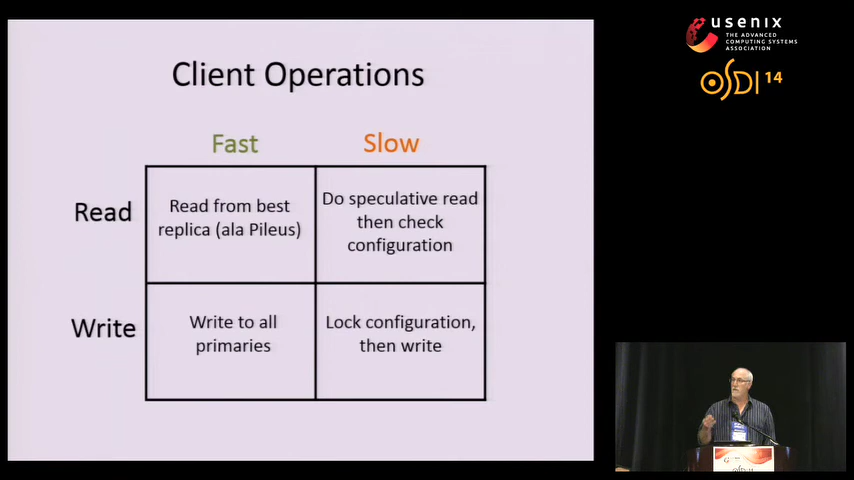 Client Operations
Fast
Slow
Read
Read from best
replica (ala Pileus)
Do speculative read
then check
configuration
Write
Write to all
primaries
Lock configuration,
then write
usenix
THE ADVANCED
COMPUTING SYSTEMS
ASSOCIATION
OSDI 14